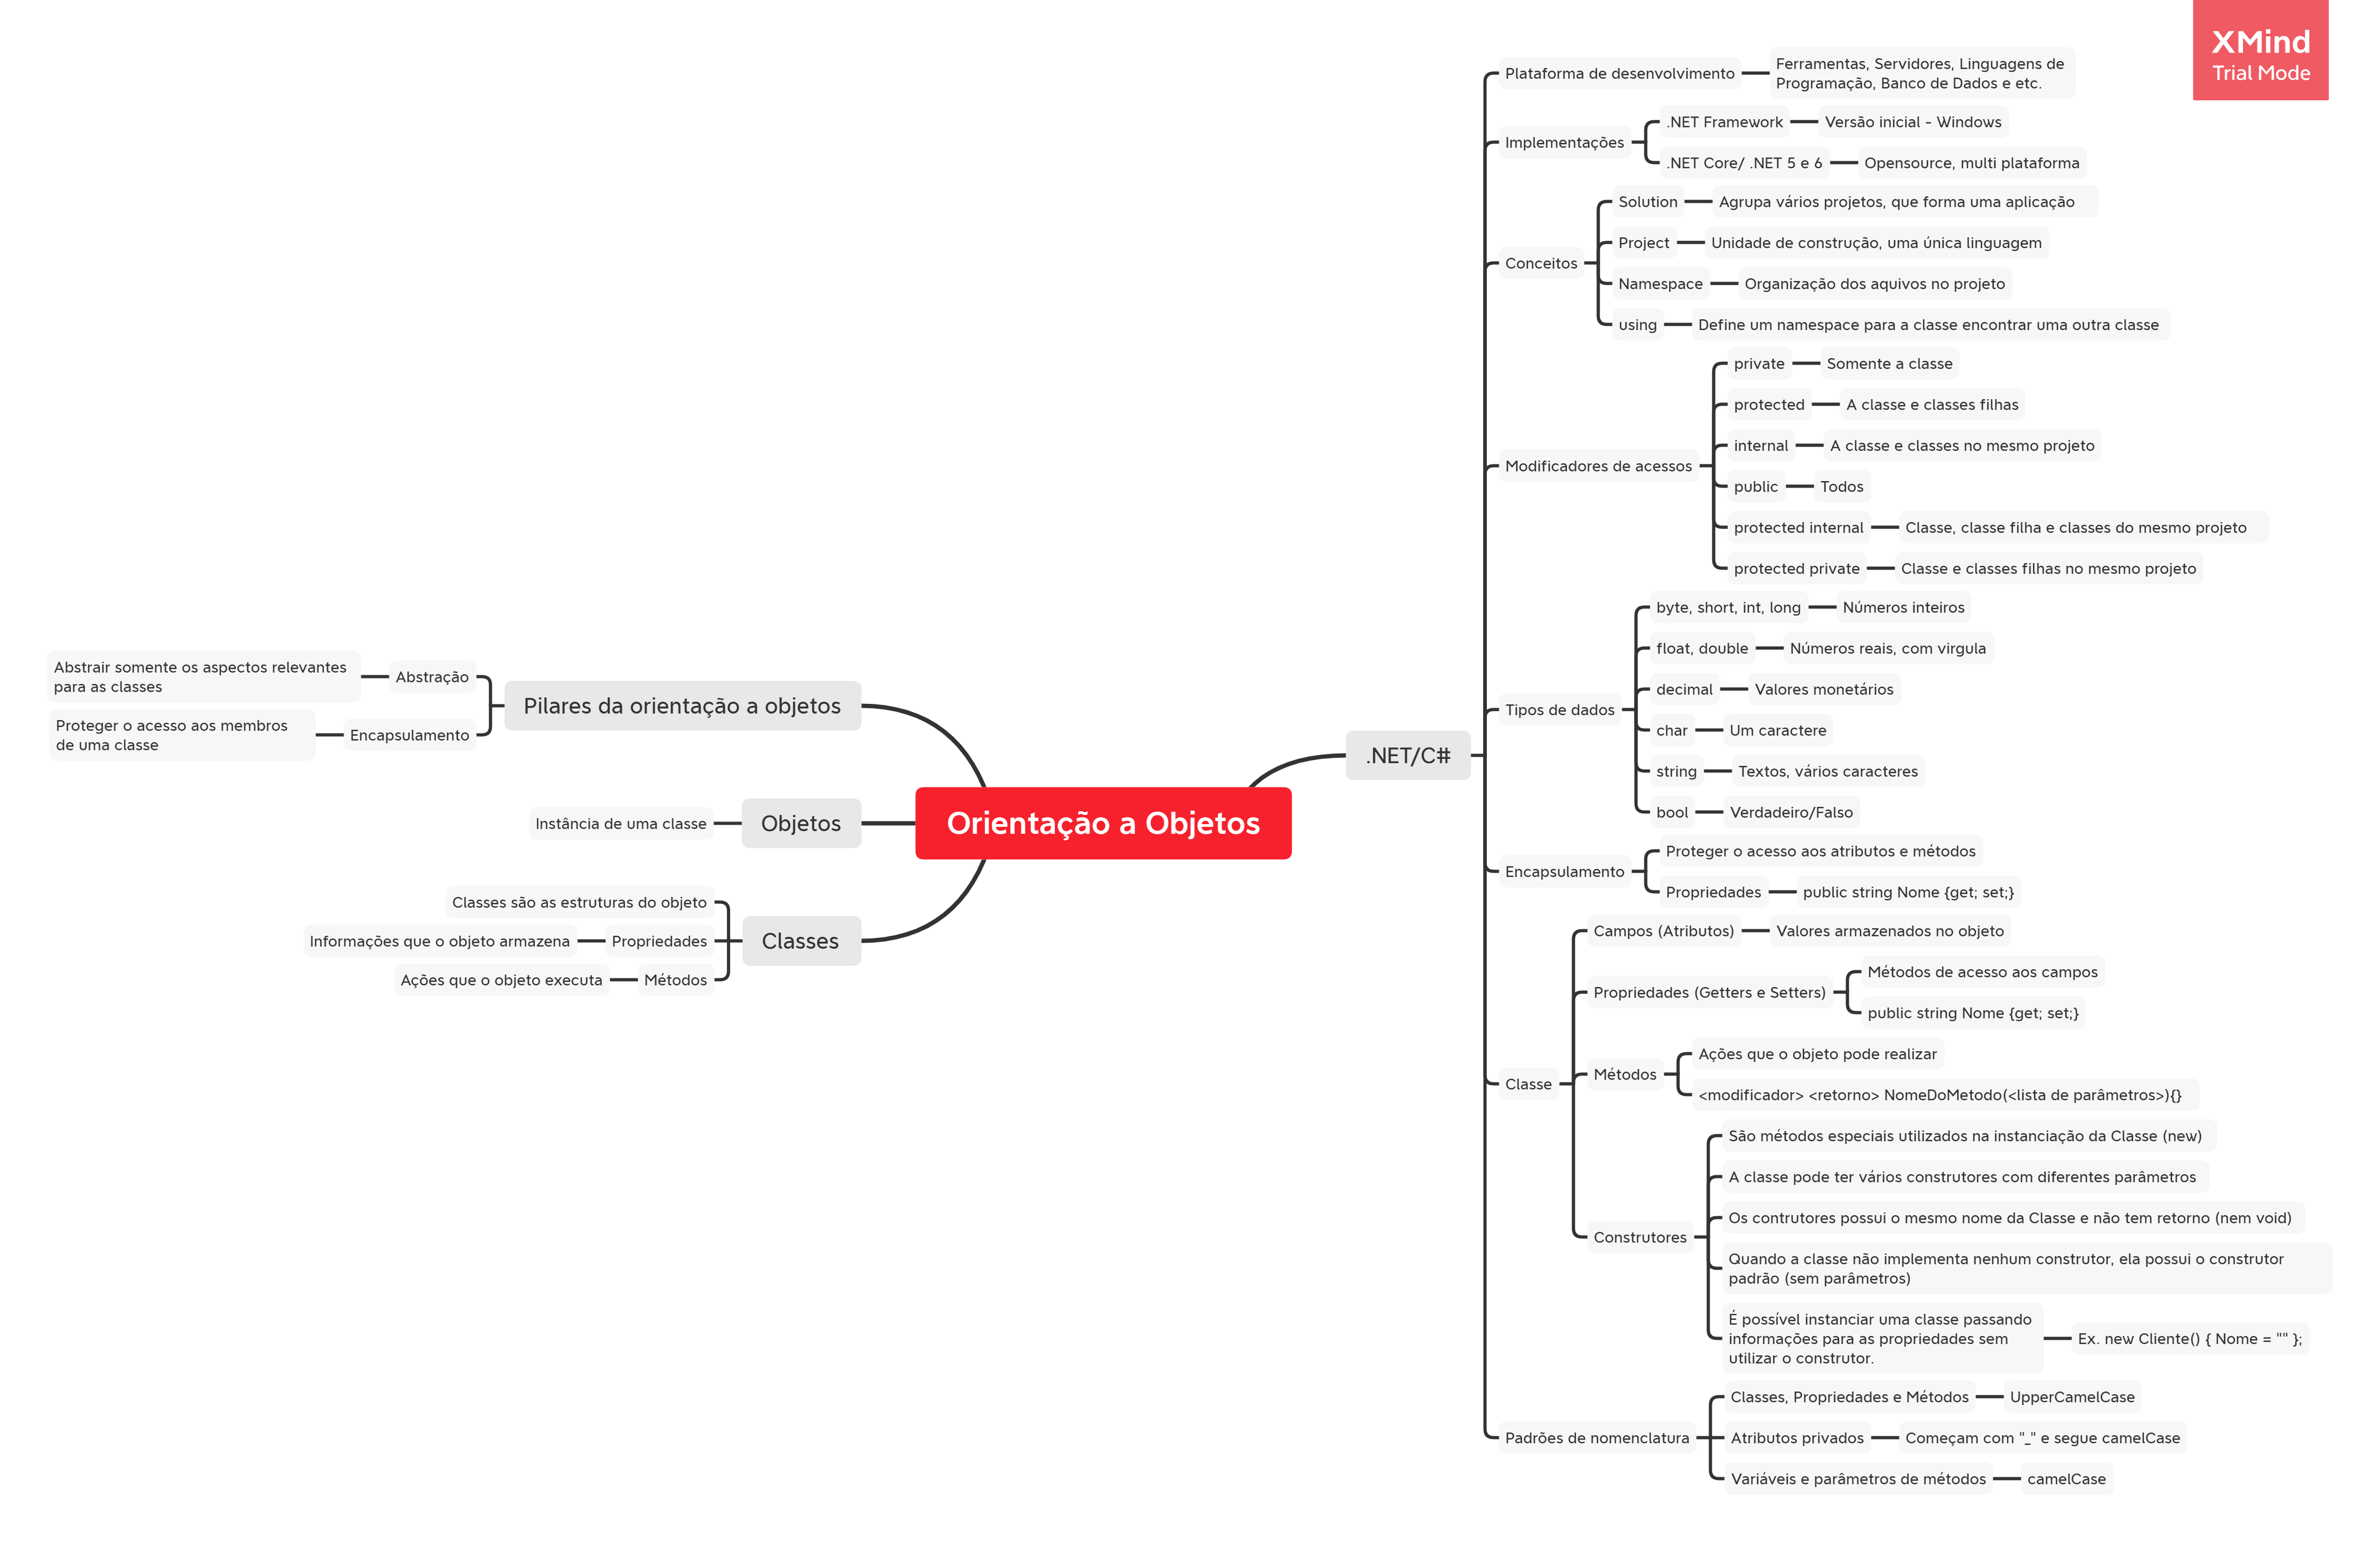 XMind
Trial Mode
Orientação a Objetos
.NET/C#
Plataforma de desenvolvimento
Ferramentas, Servidores, Linguagens de
Programação, Banco de Dados e etc.
Implementações
.NET Framework
Versão inicial - Windows
.NET Core/ .NET 5 e 6
Opensource, multi plataforma
Conceitos
Solution
Agrupa vários projetos, que forma uma aplicação
Project
Unidade de construção, uma única linguagem
Namespace
Organização dos aquivos no projeto
using
Define um namespace para a classe encontrar uma outra classe
Modificadores de acessos
private
Somente a classe
protected
A classe e classes filhas
internal
A classe e classes no mesmo projeto
public
Todos
protected internal
Classe, classe filha e classes do mesmo projeto
protected private
Classe e classes filhas no mesmo projeto
Tipos de dados
byte, short, int, long
Números inteiros
float, double
Números reais, com virgula
decimal
Valores monetários
char
Um caractere
string
Textos, vários caracteres
bool
Verdadeiro/Falso
Encapsulamento
Proteger o acesso aos atributos e métodos
Propriedades
public string Nome {get; set;}
Classe
Campos (Atributos)
Valores armazenados no objeto
Propriedades (Getters e Setters)
Métodos de acesso aos campos
public string Nome {get; set;}
Métodos
Ações que o objeto pode realizar
<modificador> <retorno> NomeDoMetodo(<lista de parâmetros>){}
Construtores
São métodos especiais utilizados na instanciação da Classe (new)
A classe pode ter vários construtores com diferentes parâmetros
Os contrutores possui o mesmo nome da Classe e não tem retorno (nem void)
Quando a classe não implementa nenhum construtor, ela possui o construtor
padrão (sem parâmetros)
É possível instanciar uma classe passando
informações para as propriedades sem
utilizar o construtor.
Ex. new Cliente() { Nome = "" };
Padrões de nomenclatura
Classes, Propriedades e Métodos
UpperCamelCase
Atributos privados
Começam com "_" e segue camelCase
Variáveis e parâmetros de métodos
camelCase
Pilares da orientação a objetos
Abstração
Abstrair somente os aspectos relevantes
para as classes
Encapsulamento
Proteger o acesso aos membros
de uma classe
Objetos
Instância de uma classe
Classes
Classes são as estruturas do objeto
Propriedades
Informações que o objeto armazena
Métodos
Ações que o objeto executa